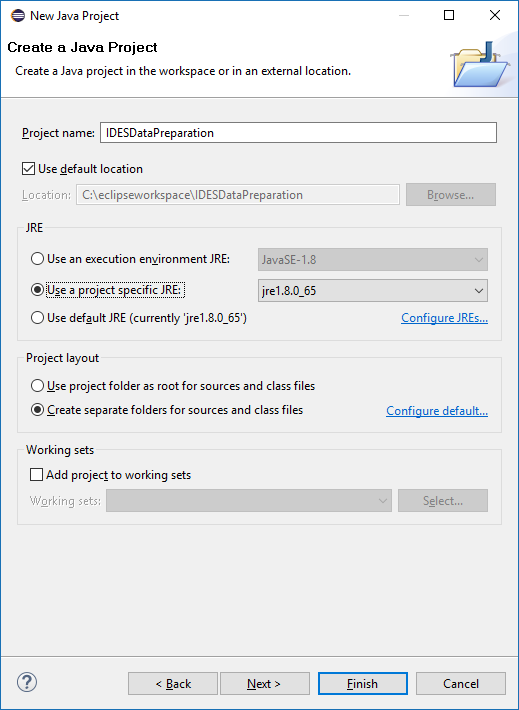 New Java Project
Create a Java Project
Create a Java project in the workspace or in an external location.
Project name: IDESDataPreparation
Use default location
Location: C:\eclipseworkspace\IDESDataPreparation Browse...
JRE
Use an execution environment JRE: JavaSE-1.8
Use a project specific JRE: jre1.8.0_65
Use default JRE (currently 'jre1.8.0_65') Configure JREs...
Project layout
Use project folder as root for sources and class files
Create separate folders for sources and class files Configure default...
Working sets
Add project to working sets
Working sets: Select...
? < Back Next > Finish Cancel